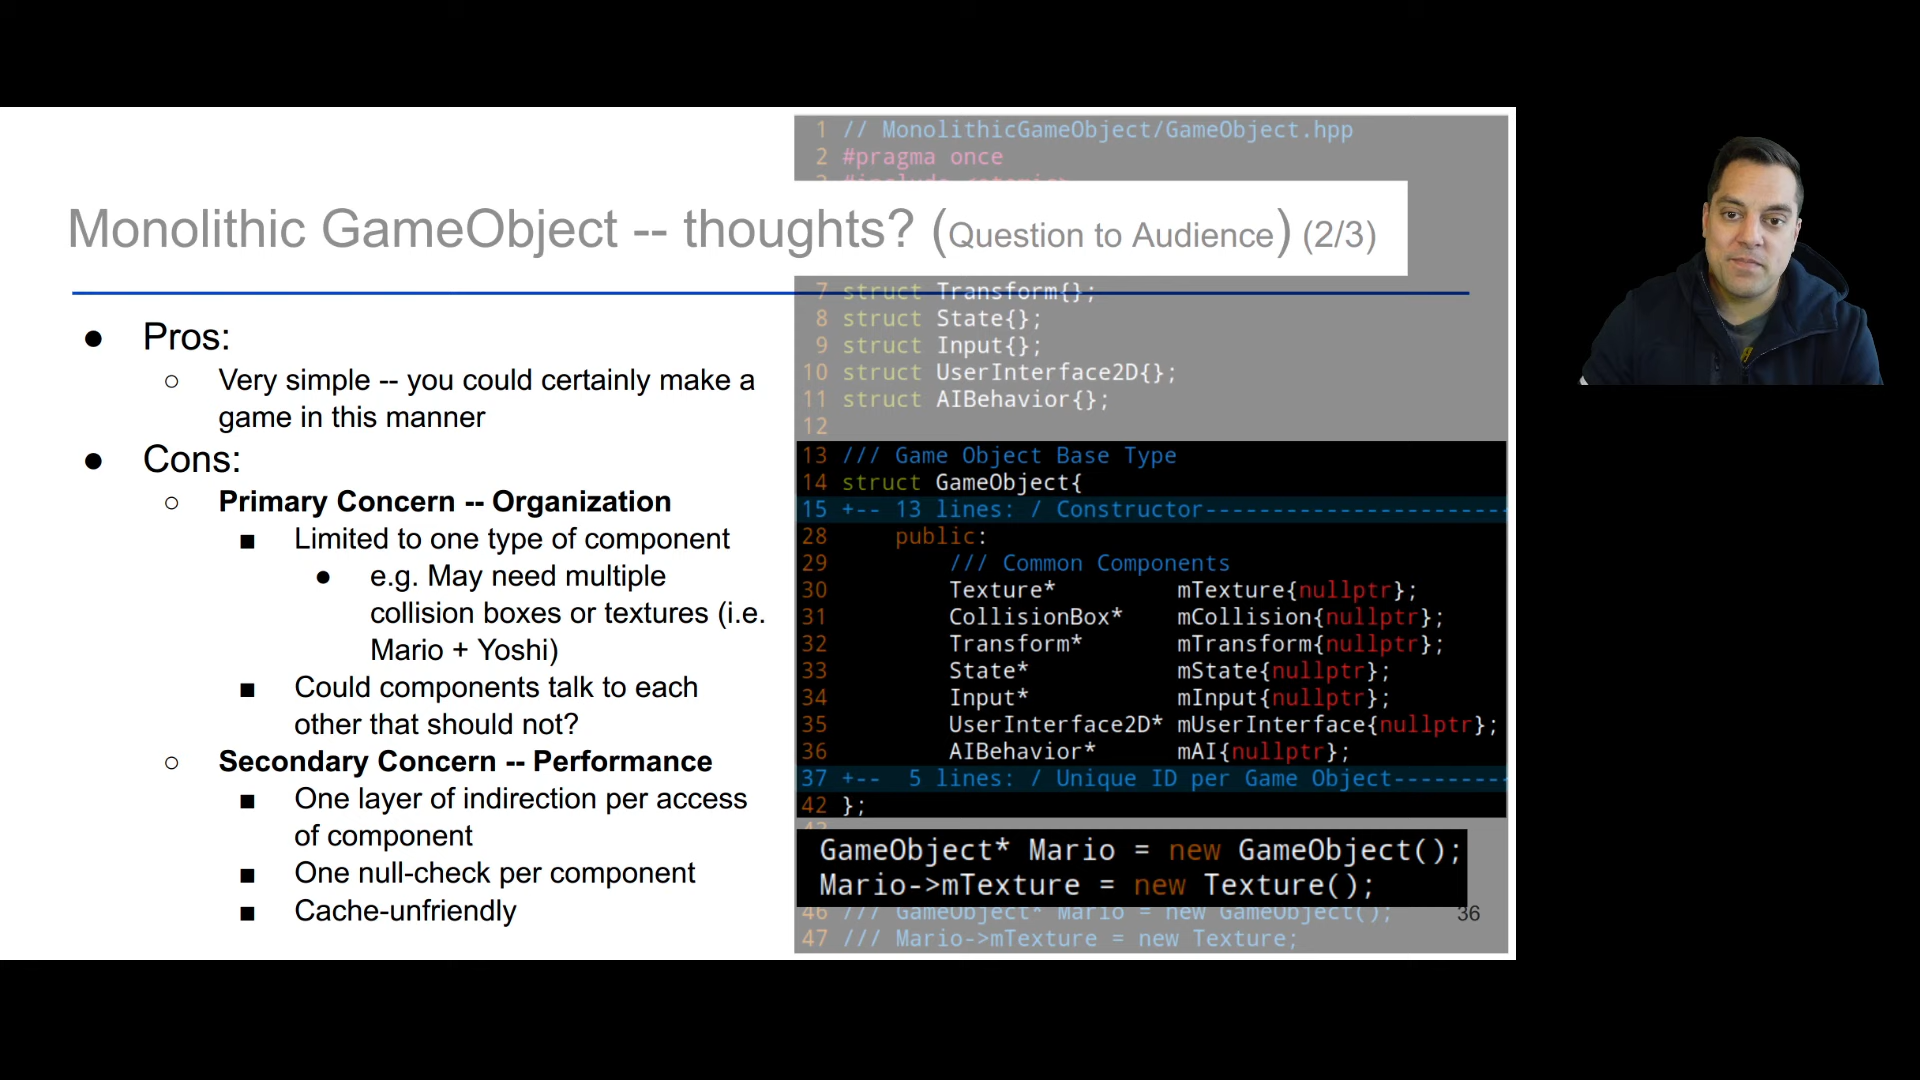 1 // MonolithicGameObject/GameObject.hpp
2 #pragma once
Monolithic GameObject -- thoughts? (Question to Audience) (2/3)
7 struct Transform{};
8 struct State{};
9 struct Input{};
10 struct UserInterface2D{};
11 struct AIBehavior{};
12
● Pros:
○ Very simple -- you could certainly make a
game in this manner
● Cons:
○ Primary Concern -- Organization
■ Limited to one type of component
● e.g. May need multiple
collision boxes or textures (i.e.
Mario + Yoshi)
■ Could components talk to each
other that should not?
○ Secondary Concern -- Performance
■ One layer of indirection per access
of component
■ One null-check per component
■ Cache-unfriendly
13 /// Game Object Base Type
14 struct GameObject{
15 +-- 13 lines: / Constructor------------------------
28 public:
29 /// Common Components
30 Texture* mTexture{nullptr};
31 CollisionBox* mCollision{nullptr};
32 Transform* mTransform{nullptr};
33 State* mState{nullptr};
34 Input* mInput{nullptr};
35 UserInterface2D* mUserInterface{nullptr};
36 AIBehavior* mAI{nullptr};
37 +-- 5 lines: / Unique ID per Game Object---------
42 };
GameObject* Mario = new GameObject();
Mario->mTexture = new Texture();
46 /// GameObject* Mario = new GameObject();
47 /// Mario->mTexture = new Texture;
36